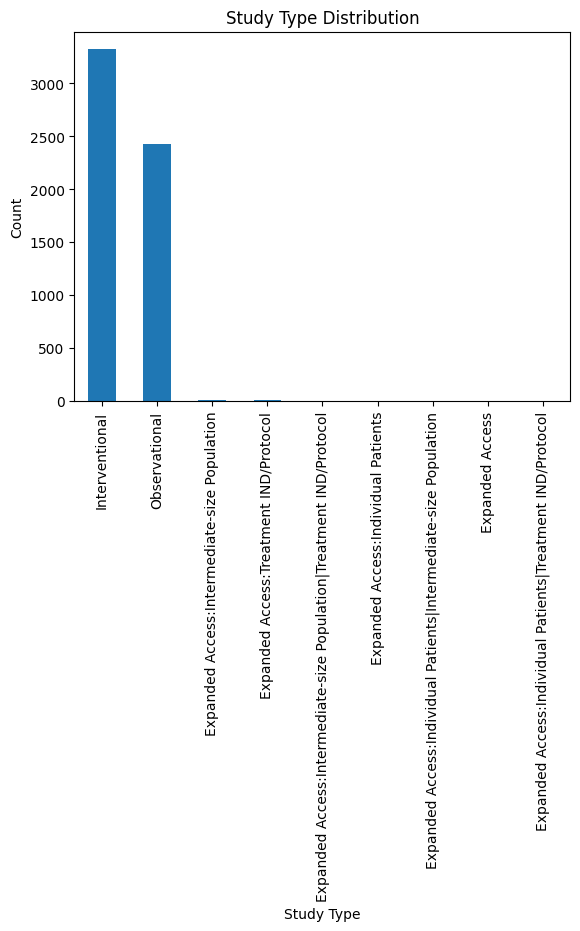 Study Type Distribution
Count
3000
2500
2000
1500
1000
500
0
Interventional
Observational
Expanded Access:Intermediate-size Population
Expanded Access:Treatment IND/Protocol
Expanded Access:Intermediate-size Population|Treatment IND/Protocol
Expanded Access:Individual Patients
Expanded Access:Individual Patients|Intermediate-size Population
Expanded Access
Expanded Access:Individual Patients|Treatment IND/Protocol
Study Type